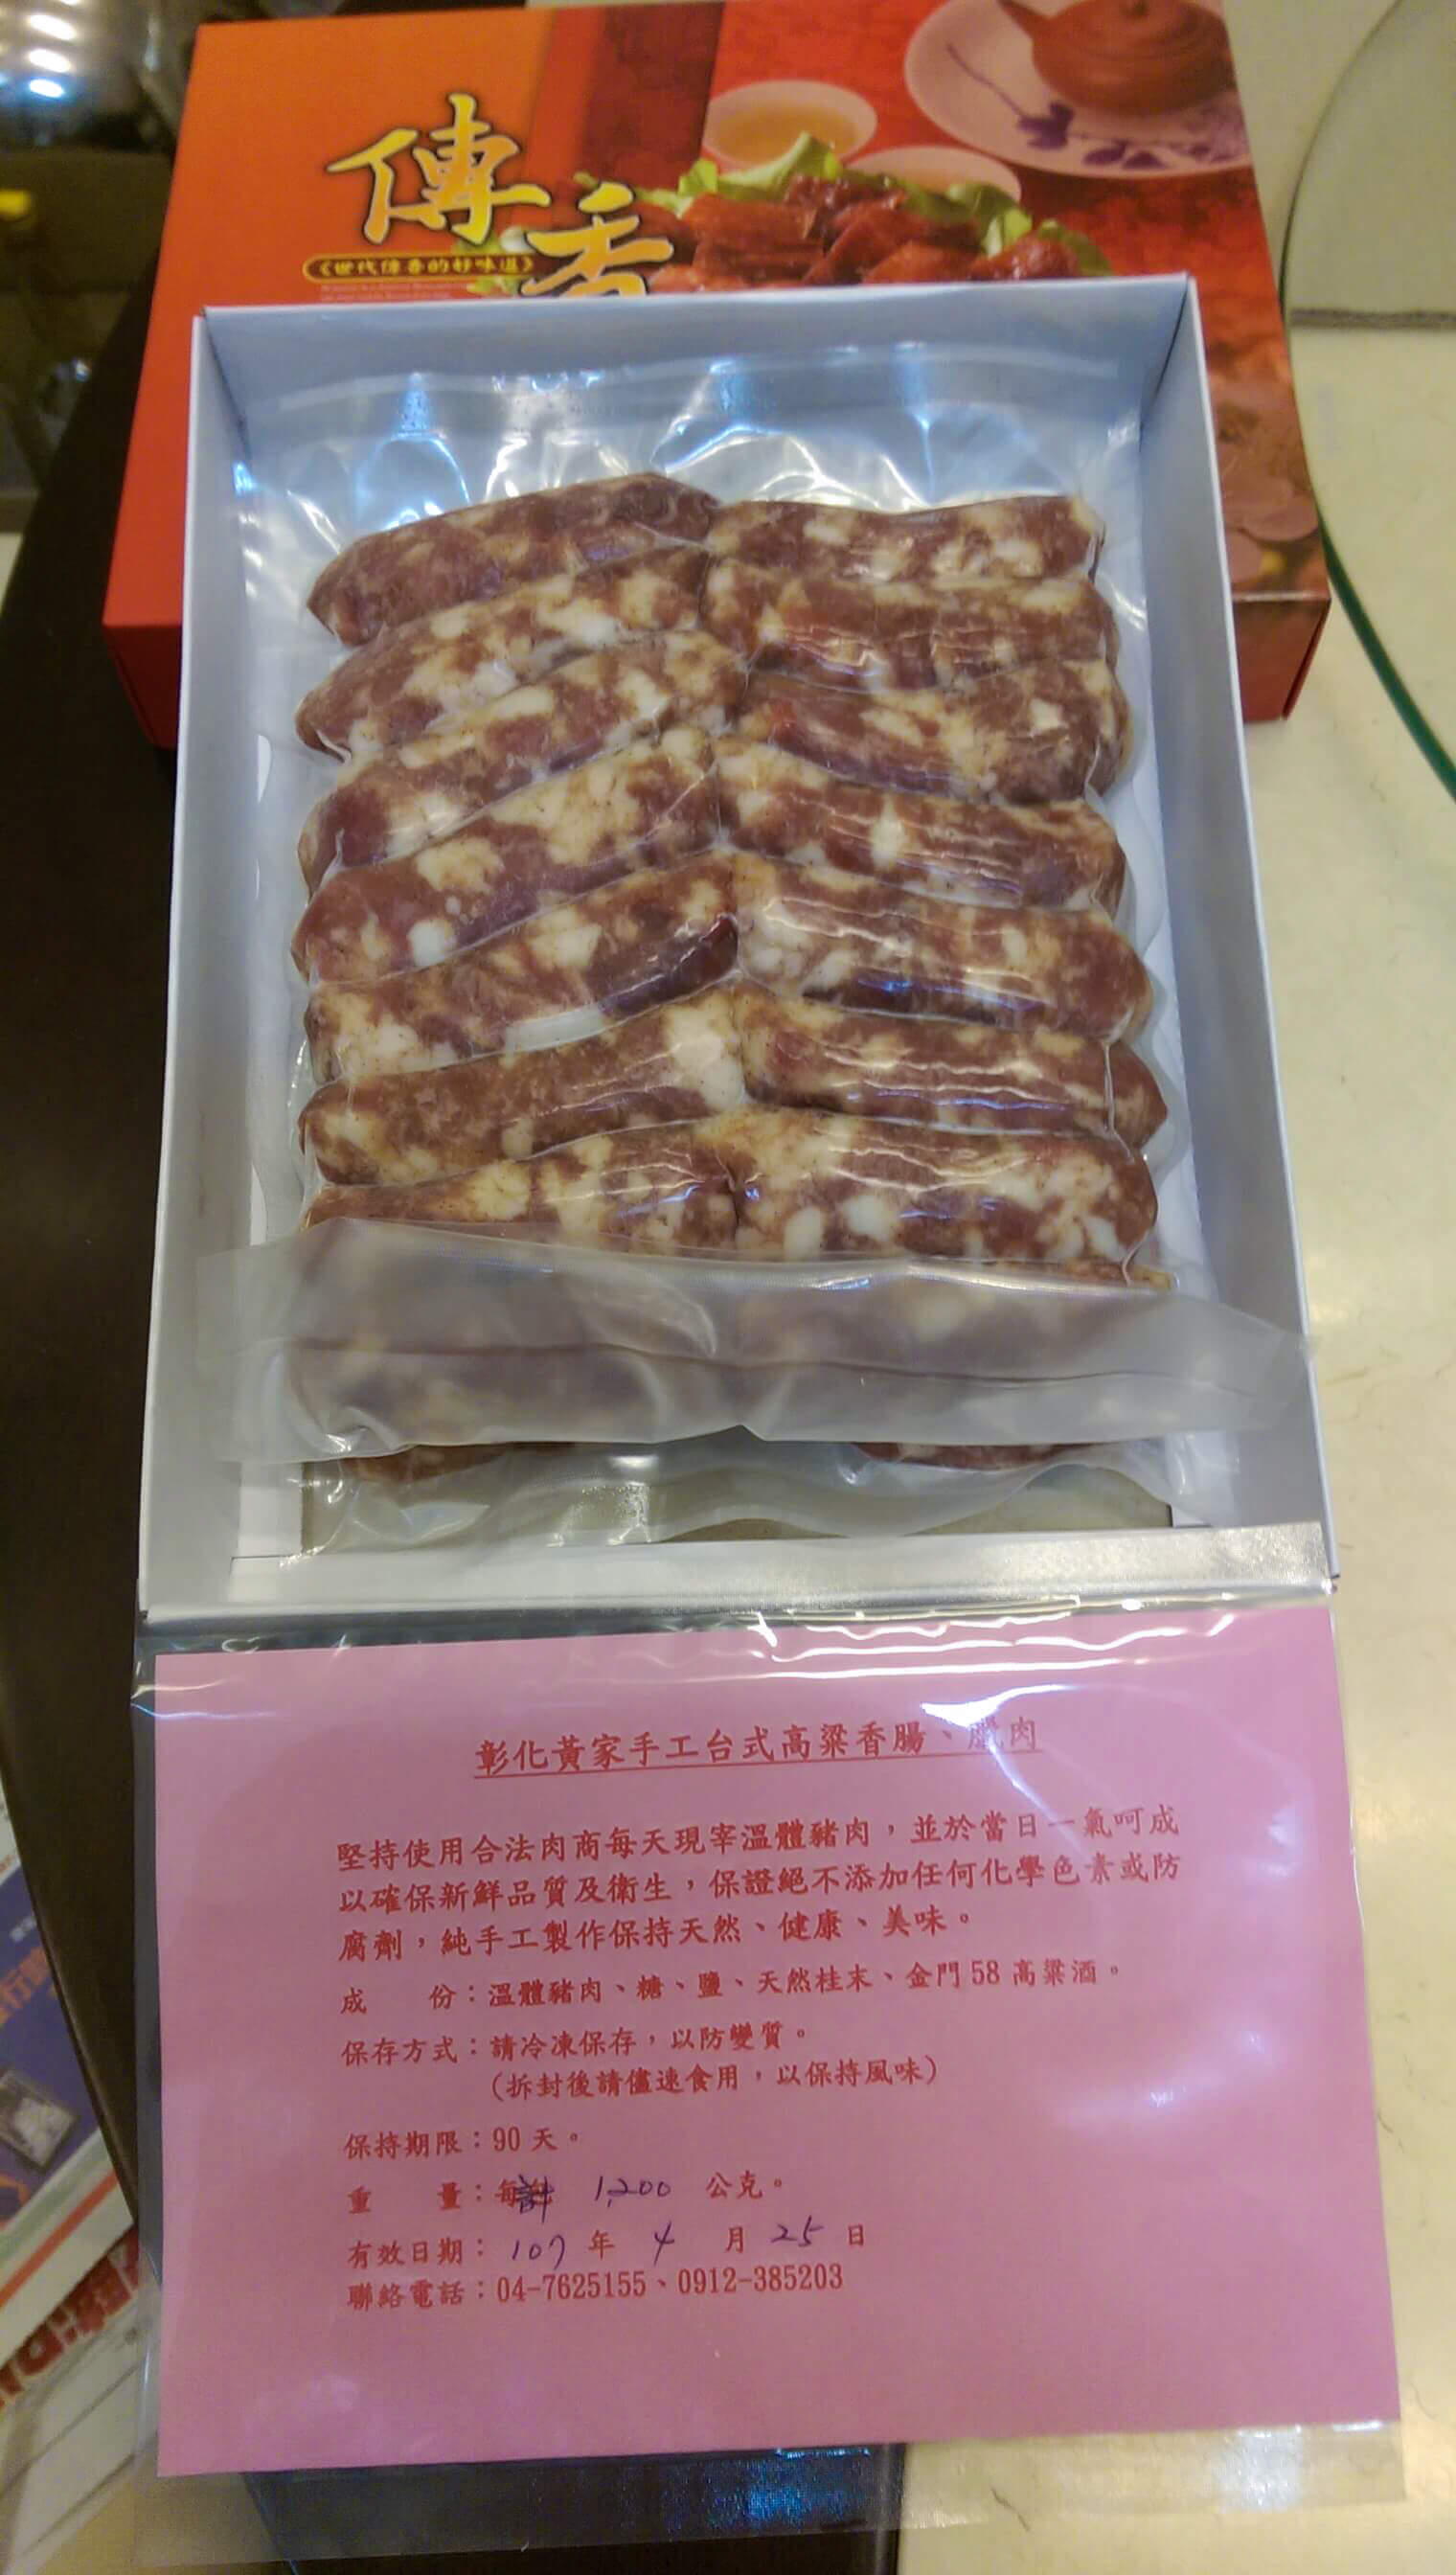 傳香
《世代傳香的好味道》
彰化黃家手工台式高粱香腸、臘肉
堅持使用合法肉商每天現宰溫體豬肉，並於當日一氣呵成
以確保新鮮品質及衛生，保證絕不添加任何化學色素或防
腐劑，純手工製作保持天然、健康、美味。
成　　份：溫體豬肉、糖、鹽、天然桂末、金門58高粱酒。
保存方式：請冷凍保存，以防變質。
(拆封後請儘速食用，以保持風味)
保持期限：90天。
重　　量：每計 1,200 公克。
有效日期：107年 4 月 25 日
聯絡電話：04-7625155、0912-385203